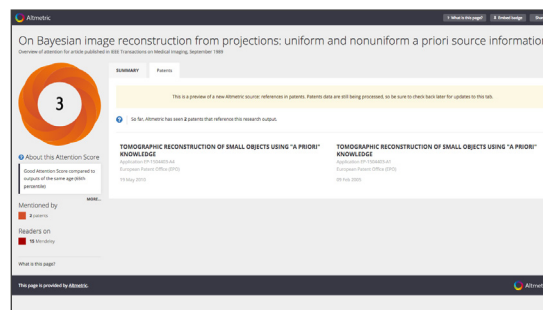 Altmetric
What is this page?
Embed badge
Share
On Bayesian image reconstruction from projections: uniform and nonuniform a priori source information
Overview of attention for article published in IEEE Transactions on Medical Imaging, September 1989
SUMMARY Patents
3
This is a preview of a new Altmetric source: references in patents. Patents data are still being processed, so be sure to check back later for updates to this tab.
So far, Altmetric has seen 2 patents that reference this research output.
TOMOGRAPHIC RECONSTRUCTION OF SMALL OBJECTS USING "A PRIORI"
KNOWLEDGE
European Patent Office (EPO)
TOMOGRAPHIC RECONSTRUCTION OF SMALL OBJECTS USING "A PRIORI"
KNOWLEDGE
European Patent Office (EPO)
About this Attention Score
Good Attention Score compared to
outputs of the same age
percentile)
MORE...
Mentioned by
2 patents
Readers on
15 Mendeley
What is this page?
This page is provided by Altmetric.